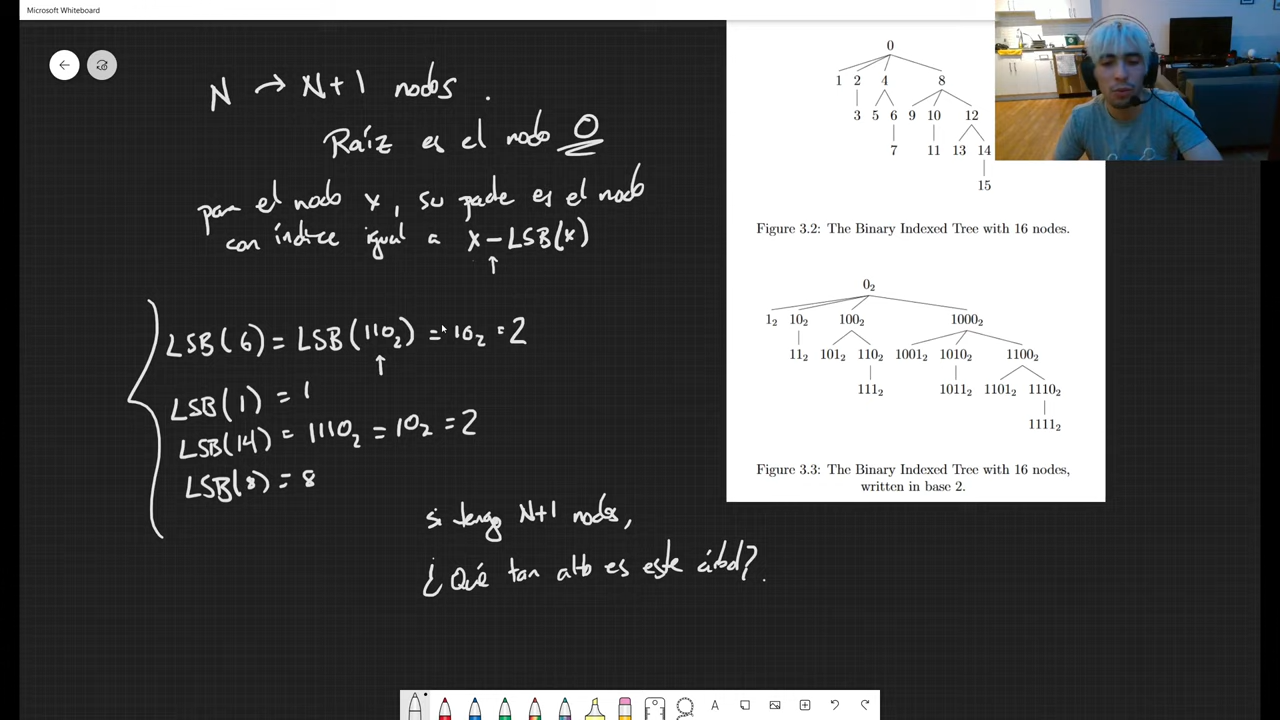 Microsoft Whiteboard
N → N+1 nodos.
Raíz es el nodo 0
para el nodo x, su padre es el nodo
con índice igual a x - LSB(x)
↑
LSB(6) = LSB(110₂) = 10₂ = 2
↑
LSB(1) = 1
LSB(14) = 1110₂ = 10₂ = 2
LSB(8) = 8
si tengo N+1 nodos,
¿Qué tan alto es este árbol?.
0
1 2 4 8
3 5 6 9 10 12
7 11 13 14
15
Figure 3.2: The Binary Indexed Tree with 16 nodes.
0₂
1₂ 10₂ 100₂ 1000₂
11₂ 101₂ 110₂ 1001₂ 1010₂ 1100₂
111₂ 1011₂ 1101₂ 1110₂
1111₂
Figure 3.3: The Binary Indexed Tree with 16 nodes,
written in base 2.
A